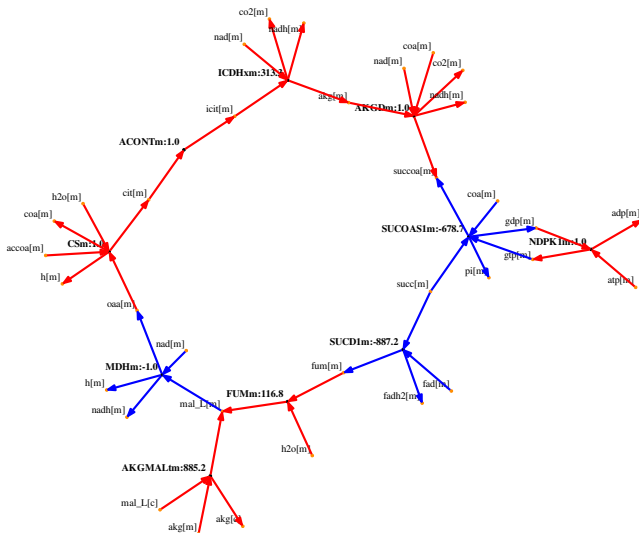 co2[m]
nadh[m]
nad[m]
coa[m]
nad[m]
co2[m]
ICDHxm:313.2
akg[m]
nadh[m]
AKGDm:1.0
icit[m]
ACONTm:1.0
succoa[m]
cit[m]
h2o[m]
coa[m]
coa[m]
gdp[m]
adp[m]
SUCOAS1m:-678.7
CSm:1.0
NDPK1m:1.0
accoa[m]
gtp[m]
h[m]
pi[m]
atp[m]
succ[m]
oaa[m]
nad[m]
SUCD1m:-887.2
MDHm:-1.0
fum[m]
h[m]
fad[m]
FUMm:116.8
fadh2[m]
nadh[m]
mal_L[m]
h2o[m]
AKGMALtm:885.2
mal_L[c]
akg[m]